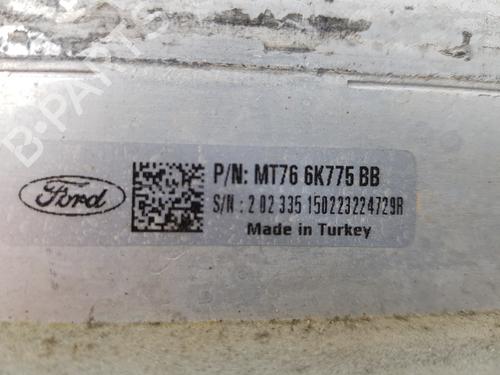 B-PARTS
Ford
P/N: MT76 6K775 BB
S/N : 2 02 335 150223224729R
Made in Turkey